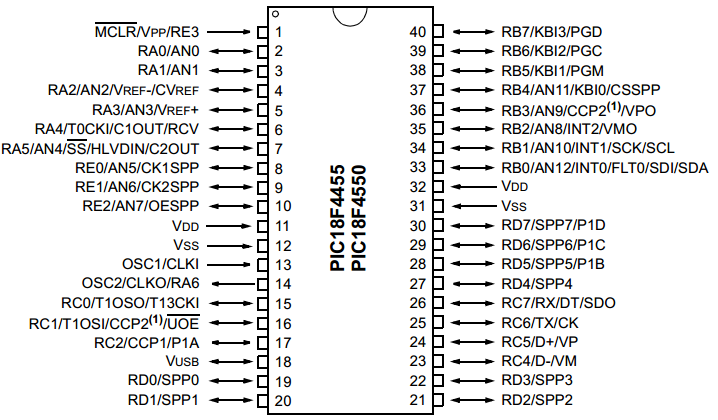 MCLR/VPP/RE3 1 40 RB7/KBI3/PGD
RA0/AN0 2 39 RB6/KBI2/PGC
RA1/AN1 3 38 RB5/KBI1/PGM
RA2/AN2/VREF-/CVREF 4 37 RB4/AN11/KBI0/CSSPP
RA3/AN3/VREF+ 5 36 RB3/AN9/CCP2(1)/VPO
RA4/T0CKI/C1OUT/RCV 6 35 RB2/AN8/INT2/VMO
RA5/AN4/SS/HLVDIN/C2OUT 7 34 RB1/AN10/INT1/SCK/SCL
RE0/AN5/CK1SPP 8 33 RB0/AN12/INT0/FLT0/SDI/SDA
RE1/AN6/CK2SPP 9 32 VDD
RE2/AN7/OESPP 10 31 VSS
VDD 11 30 RD7/SPP7/P1D
VSS 12 29 RD6/SPP6/P1C
OSC1/CLKI 13 28 RD5/SPP5/P1B
OSC2/CLKO/RA6 14 27 RD4/SPP4
RC0/T1OSO/T13CKI 15 26 RC7/RX/DT/SDO
RC1/T1OSI/CCP2(1)/UOE 16 25 RC6/TX/CK
RC2/CCP1/P1A 17 24 RC5/D+/VP
VUSB 18 23 RC4/D-/VM
RD0/SPP0 19 22 RD3/SPP3
RD1/SPP1 20 21 RD2/SPP2
PIC18F4455
PIC18F4550